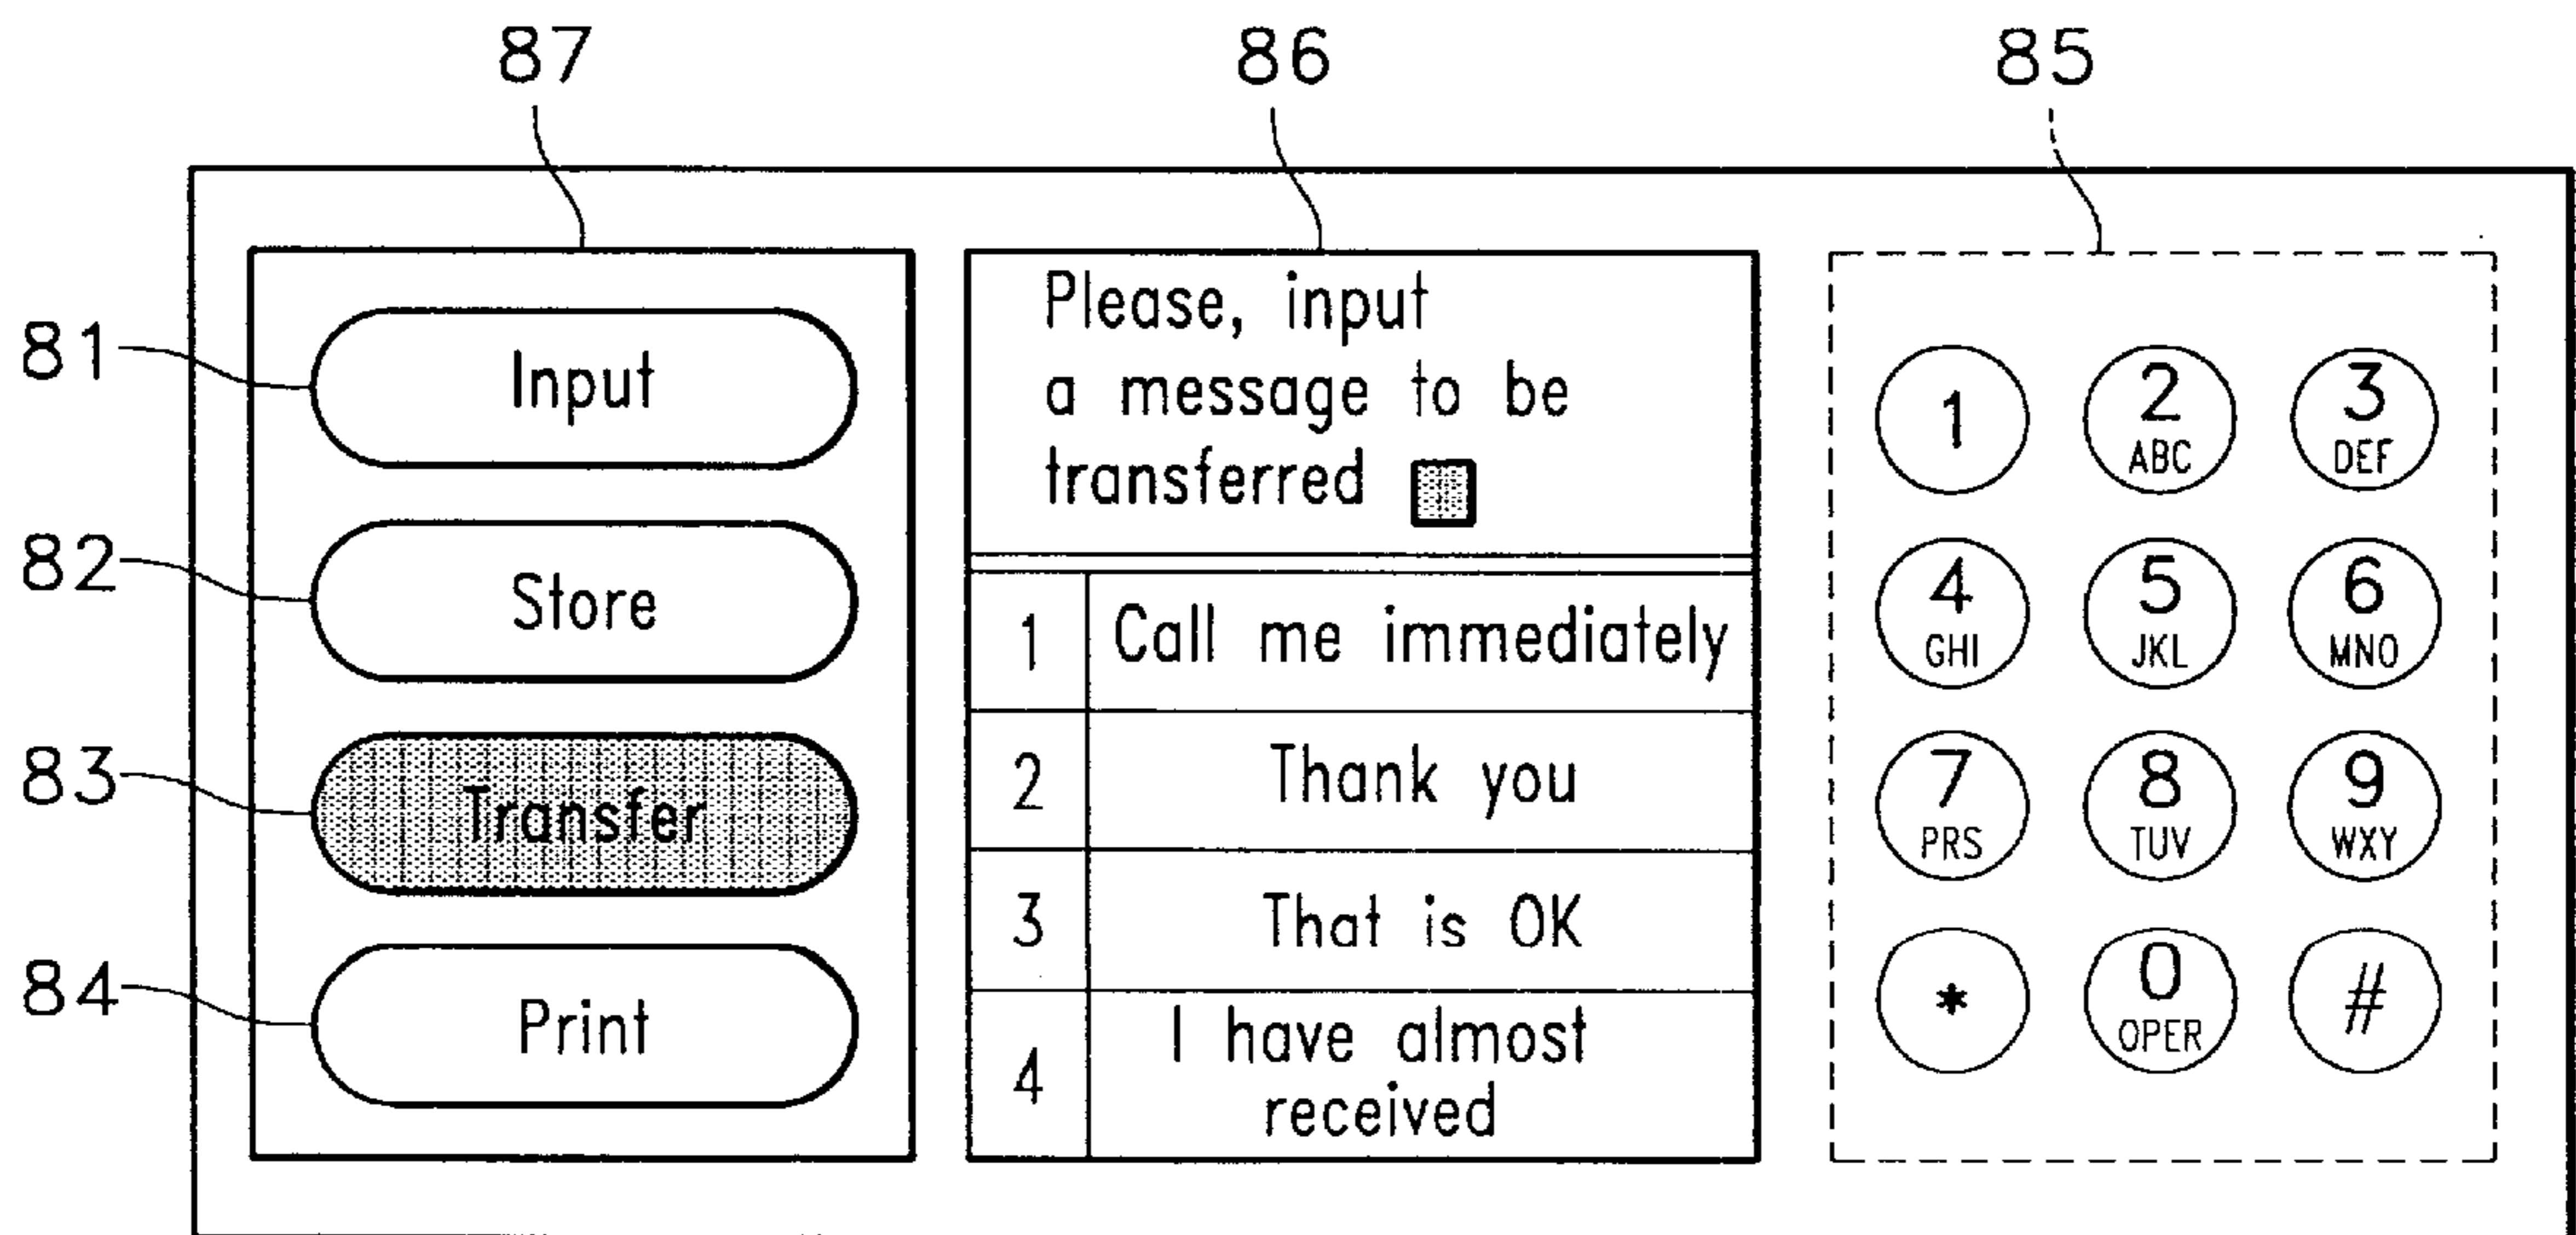 87 86 85
81
Input
82
Store
83
Transfer
84
Print
Please, input
a message to be
transferred
1 Call me immediately
2 Thank you
3 That is OK
4 I have almost
received
1 2 3
ABC DEF
4 5 6
GHI JKL MNO
7 8 9
PRS TUV WXY
* 0 #
OPER